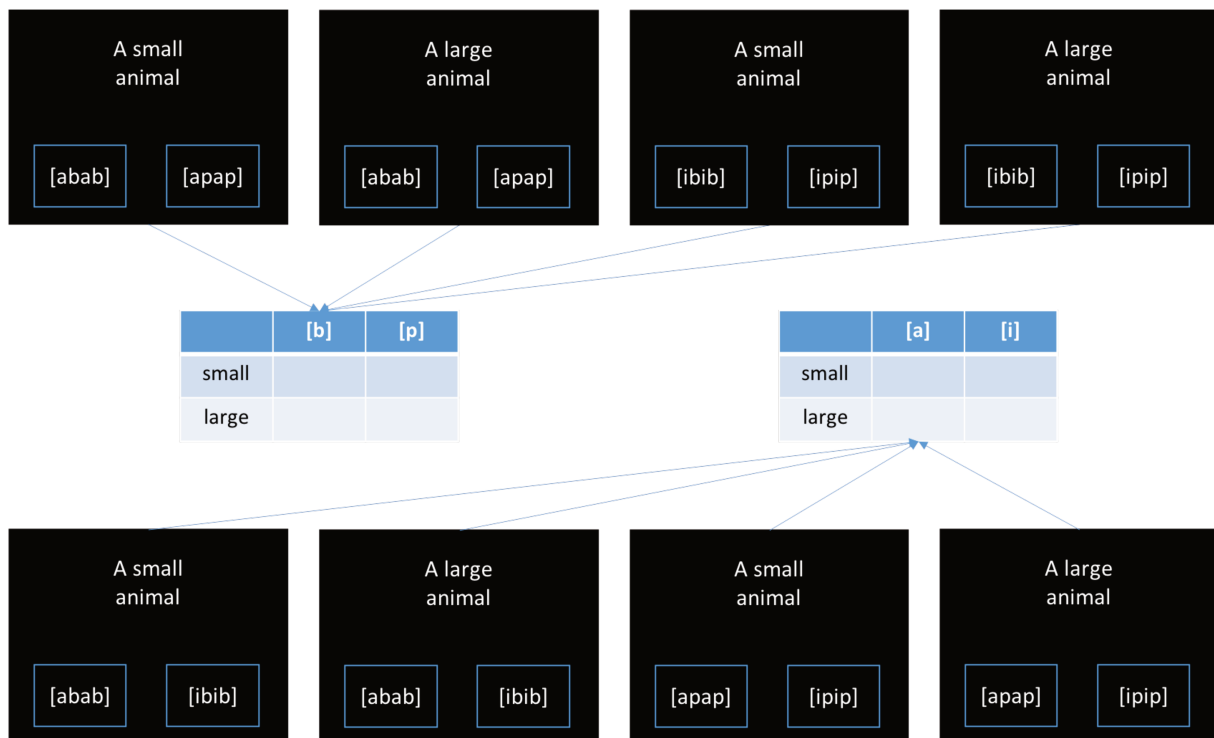 A small
animal
[abab] [apap]
A large
animal
[abab] [apap]
A small
animal
[ibib] [ipip]
A large
animal
[ibib] [ipip]
[b] [p]
small
large
[a] [i]
small
large
A small
animal
[abab] [ibib]
A large
animal
[abab] [ibib]
A small
animal
[apap] [ipip]
A large
animal
[apap] [ipip]